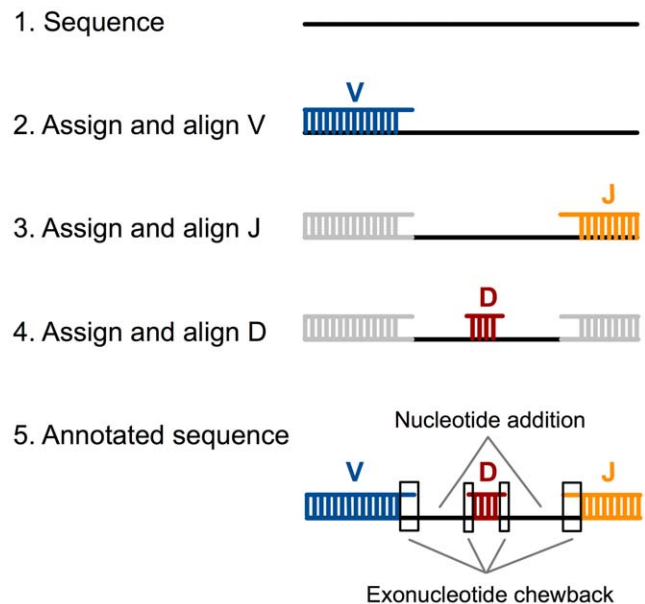 1. Sequence
V
2. Assign and align V
J
3. Assign and align J
D
4. Assign and align D
Nucleotide addition
5. Annotated sequence
V D J
Exonucleotide chewback